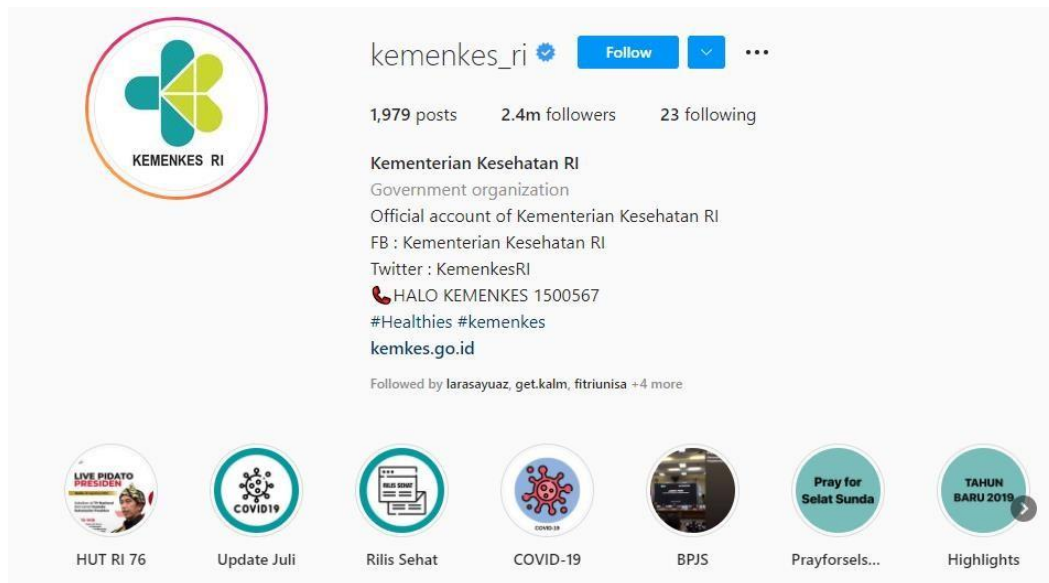 kemenkes_ri Follow
1,979 posts 2.4m followers 23 following
KEMENKES RI
Kementerian Kesehatan RI
Government organization
Official account of Kementerian Kesehatan RI
FB : Kementerian Kesehatan RI
Twitter : KemenkesRI
HALO KEMENKES 1500567
#Healthies #kemenkes
kemkes.go.id
Followed by larasayuaz, get.kalm, fitriunisa +4 more
LIVE PIDATO
PRESIDEN
COVID19
RILIS SEHAT
COVID-19
Pray for
Selat Sunda
TAHUN
BARU 2019
HUT RI 76 Update Juli Rilis Sehat COVID-19 BPJS Prayforsels... Highlights